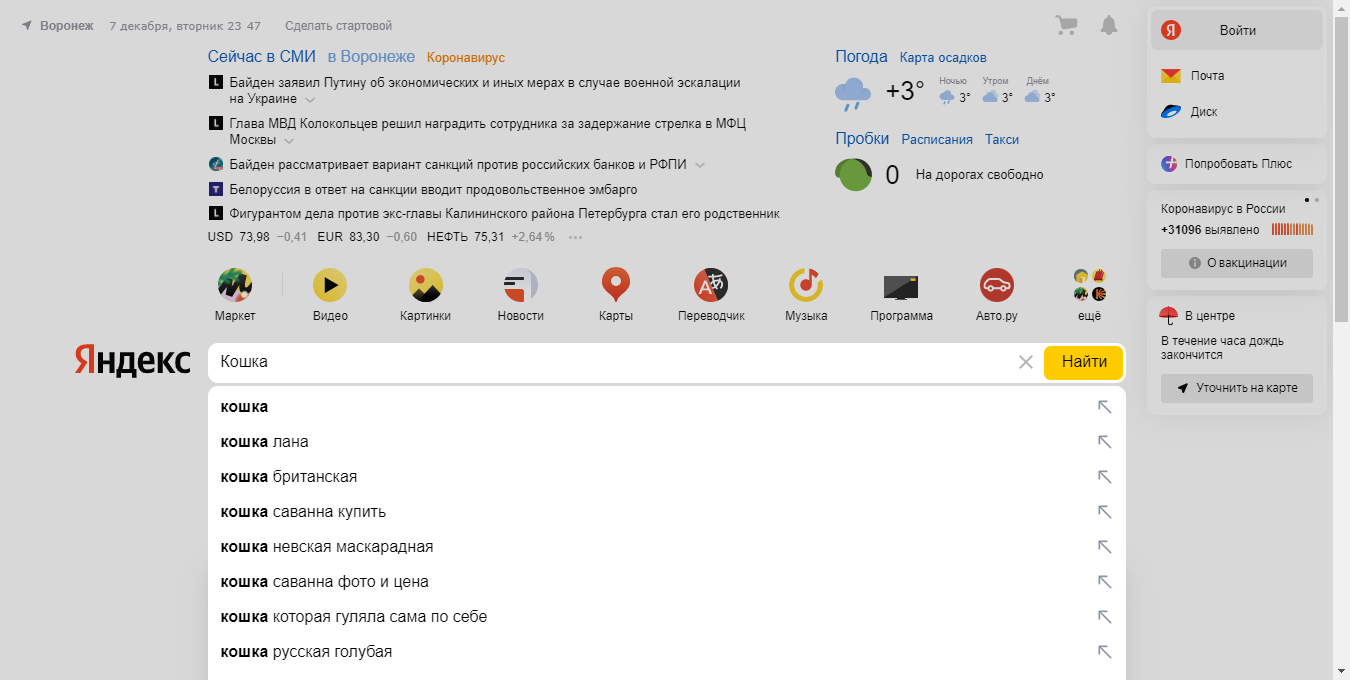 Воронеж 7 декабря, вторник 23 47 Сделать стартовой
Сейчас в СМИ в Воронеже Коронавирус
Байден заявил Путину об экономических и иных мерах в случае военной эскалации
на Украине
Глава МВД Колокольцев решил наградить сотрудника за задержание стрелка в МФЦ
Москвы
Байден рассматривает вариант санкций против российских банков и РФПИ
Белоруссия в ответ на санкции вводит продовольственное эмбарго
Фигурантом дела против экс-главы Калининского района Петербурга стал его родственник
USD 73,98 −0,41 EUR 83,30 −0,60 НЕФТЬ 75,31 +2,64 % ···
Погода Карта осадков
+3° Ночью 3° Утром 3° Днём 3°
Пробки Расписания Такси
0 На дорогах свободно
Я Войти
Почта
Диск
Попробовать Плюс
Коронавирус в России
+31096 выявлено
О вакцинации
В центре
В течение часа дождь
закончится
Уточнить на карте
Маркет Видео Картинки Новости Карты Переводчик Музыка Программа Авто.ру ещё
Яндекс
Кошка Найти
кошка
кошка лана
кошка британская
кошка саванна купить
кошка невская маскарадная
кошка саванна фото и цена
кошка которая гуляла сама по себе
кошка русская голубая